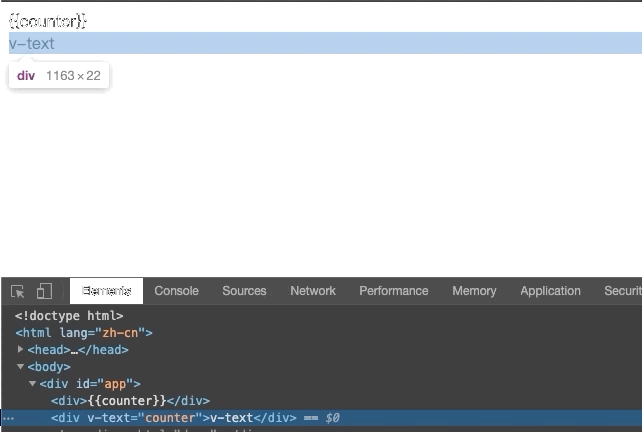 {{counter}}
v-text
div 1163 × 22
Elements Console Sources Network Performance Memory Application Securit
<!doctype html>
<html lang="zh-cn">
<head>…</head>
<body>
<div id="app">
<div>{{counter}}</div>
<div v-text="counter">v-text</div> == $0